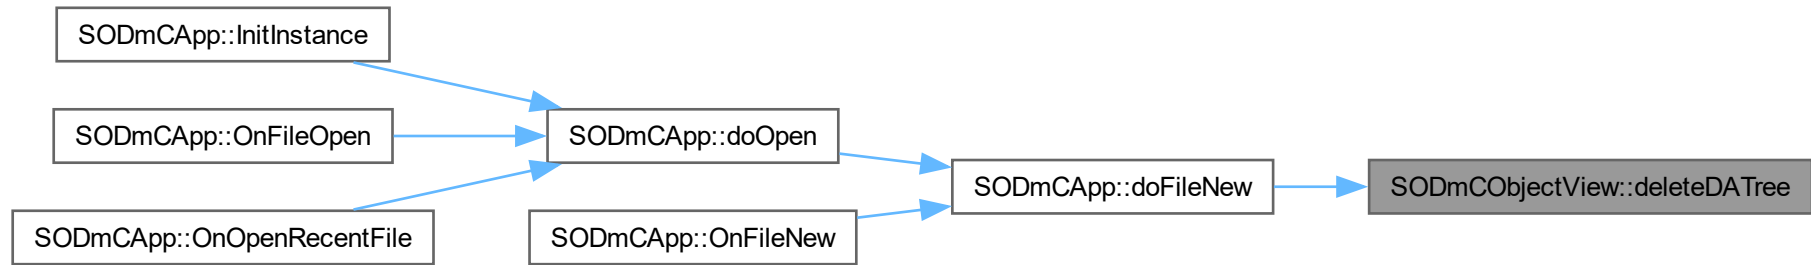 SODmCApp::InitInstance
SODmCApp::OnFileOpen
SODmCApp::doOpen
SODmCApp::doFileNew
SODmCObjectView::deleteDATree
SODmCApp::OnOpenRecentFile
SODmCApp::OnFileNew